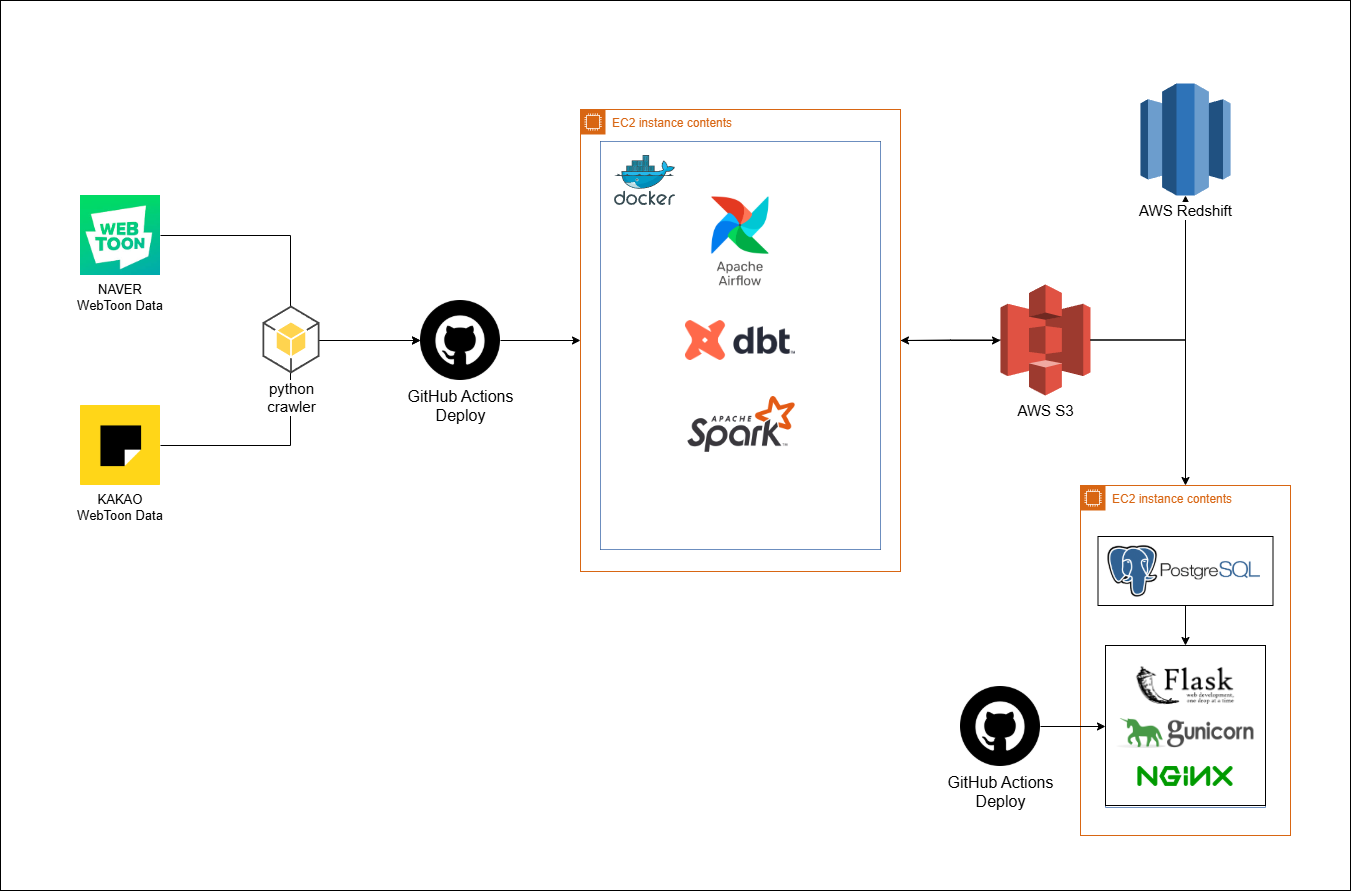 EC2 instance contents
docker
Apache
Airflow
dbt
TM
APACHE
Spark
TM
WEB
TOON
NAVER
WebToon Data
python
crawler
GitHub Actions
Deploy
KAKAO
WebToon Data
AWS Redshift
AWS S3
EC2 instance contents
PostgreSQL
Flask
web development,
one drop at a time
gunicorn
NGINX
GitHub Actions
Deploy